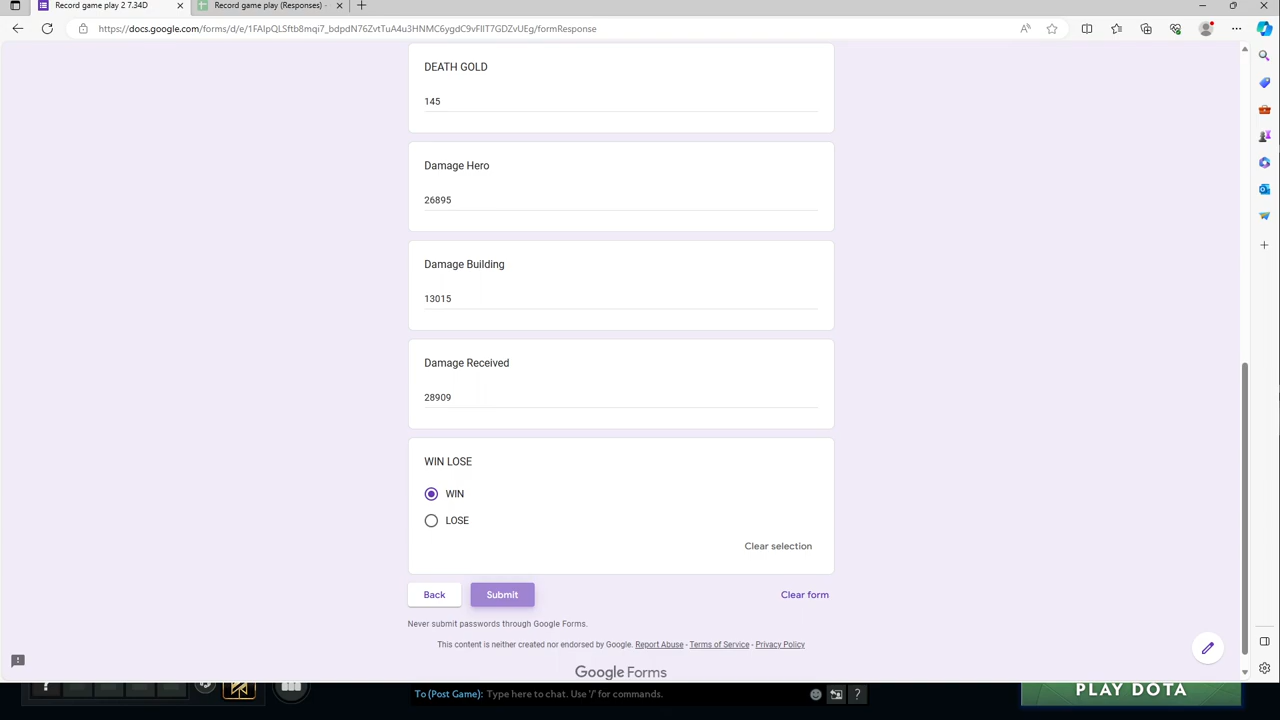 Record game play 2 7.34D
Record game play (Responses) -
https://docs.google.com/forms/d/e/1FAIpQLSftb8mqi7_bdpdN76ZvtTuA4u3HNMC6ygdC9vFIIT7GDZvUEg/formResponse
DEATH GOLD
145
Damage Hero
26895
Damage Building
13015
Damage Received
28909
WIN LOSE
WIN
LOSE
Clear selection
Back
Submit
Clear form
Never submit passwords through Google Forms.
This content is neither created nor endorsed by Google. Report Abuse - Terms of Service - Privacy Policy
Google Forms
To (Post Game): Type here to chat. Use '/' for commands.
?
PLAY DOTA